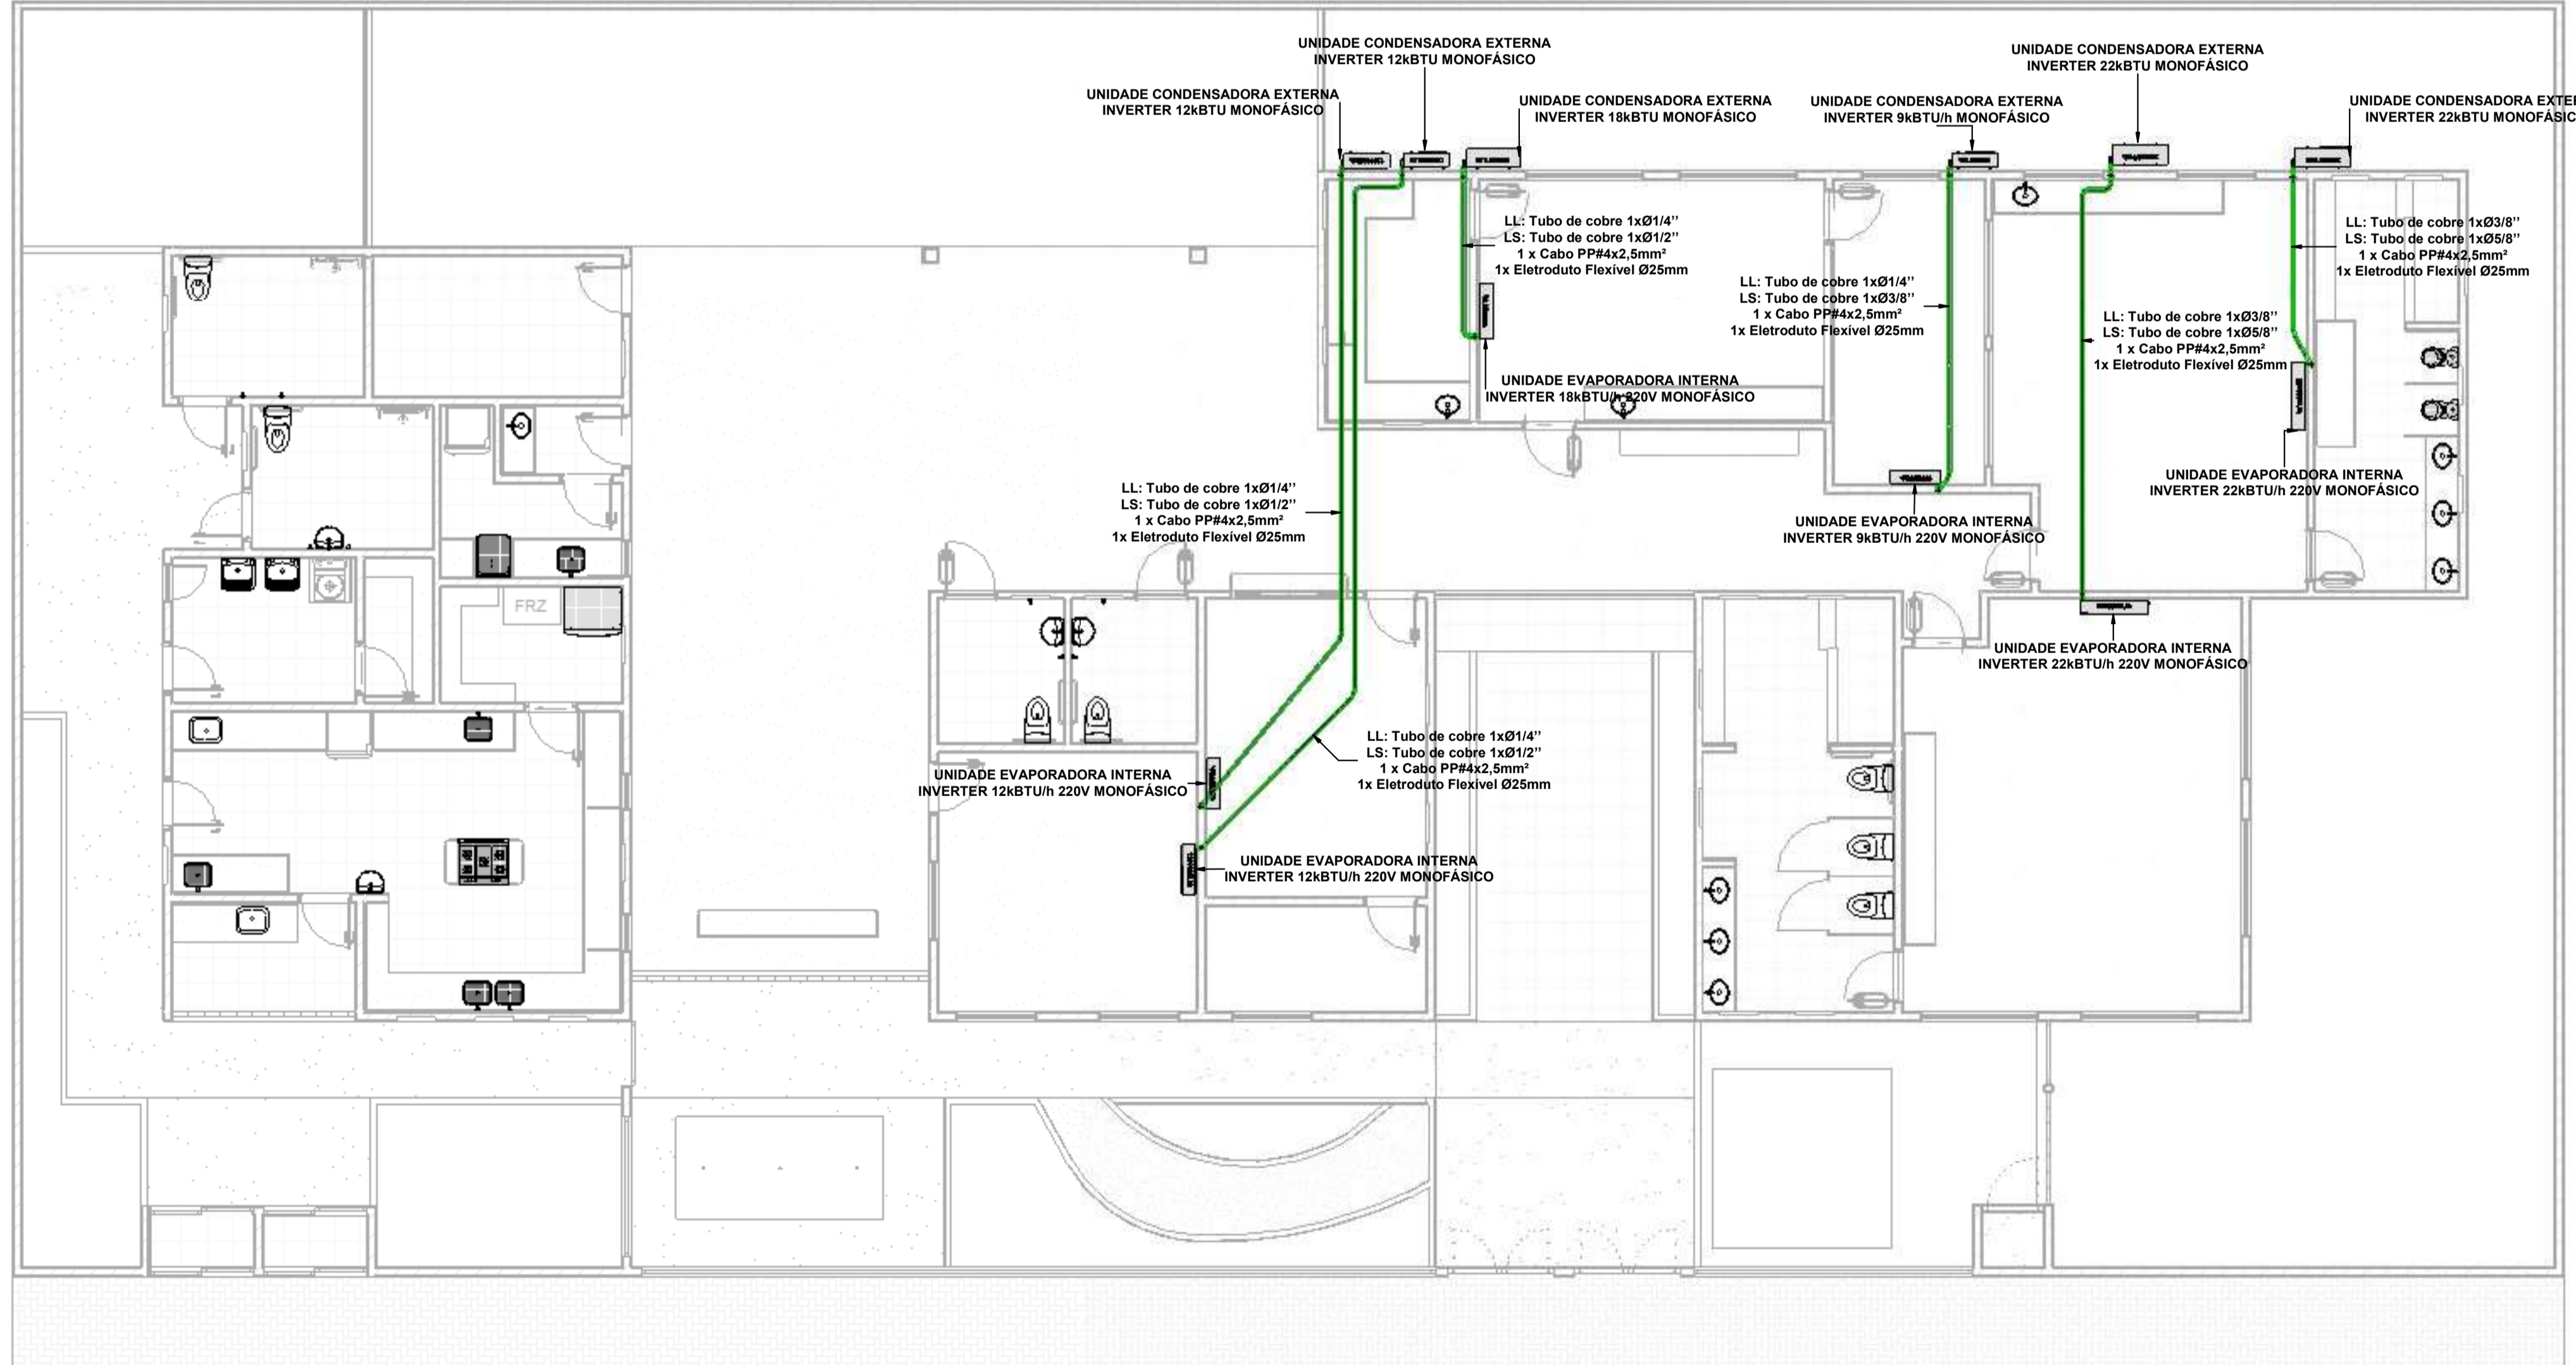 UNIDADE CONDENSADORA EXTERNA
INVERTER 12kBTU MONOFÁSICO
UNIDADE CONDENSADORA EXTERNA
INVERTER 22kBTU MONOFÁSICO
UNIDADE CONDENSADORA EXTERNA
INVERTER 12kBTU MONOFÁSICO
UNIDADE CONDENSADORA EXTERNA
INVERTER 18kBTU MONOFÁSICO
UNIDADE CONDENSADORA EXTERNA
INVERTER 9kBTU/h MONOFÁSICO
UNIDADE CONDENSADORA EXTE
INVERTER 22kBTU MONOFÁSIC
LL: Tubo de cobre 1xØ1/4’’
LS: Tubo de cobre 1xØ1/2’’
1 x Cabo PP#4x2,5mm²
1x Eletroduto Flexível Ø25mm
LL: Tubo de cobre 1xØ3/8’’
LS: Tubo de cobre 1xØ5/8’’
1 x Cabo PP#4x2,5mm²
1x Eletroduto Flexível Ø25mm
LL: Tubo de cobre 1xØ1/4’’
LS: Tubo de cobre 1xØ3/8’’
1 x Cabo PP#4x2,5mm²
1x Eletroduto Flexível Ø25mm
LL: Tubo de cobre 1xØ3/8’’
LS: Tubo de cobre 1xØ5/8’’
1 x Cabo PP#4x2,5mm²
1x Eletroduto Flexível Ø25mm
UNIDADE EVAPORADORA INTERNA
INVERTER 18kBTU/h 220V MONOFÁSICO
UNIDADE EVAPORADORA INTERNA
INVERTER 22kBTU/h 220V MONOFÁSICO
LL: Tubo de cobre 1xØ1/4’’
LS: Tubo de cobre 1xØ1/2’’
1 x Cabo PP#4x2,5mm²
1x Eletroduto Flexível Ø25mm
UNIDADE EVAPORADORA INTERNA
INVERTER 9kBTU/h 220V MONOFÁSICO
FRZ
UNIDADE EVAPORADORA INTERNA
INVERTER 22kBTU/h 220V MONOFÁSICO
LL: Tubo de cobre 1xØ1/4’’
LS: Tubo de cobre 1xØ1/2’’
1 x Cabo PP#4x2,5mm²
1x Eletroduto Flexível Ø25mm
UNIDADE EVAPORADORA INTERNA
INVERTER 12kBTU/h 220V MONOFÁSICO
UNIDADE EVAPORADORA INTERNA
INVERTER 12kBTU/h 220V MONOFÁSICO